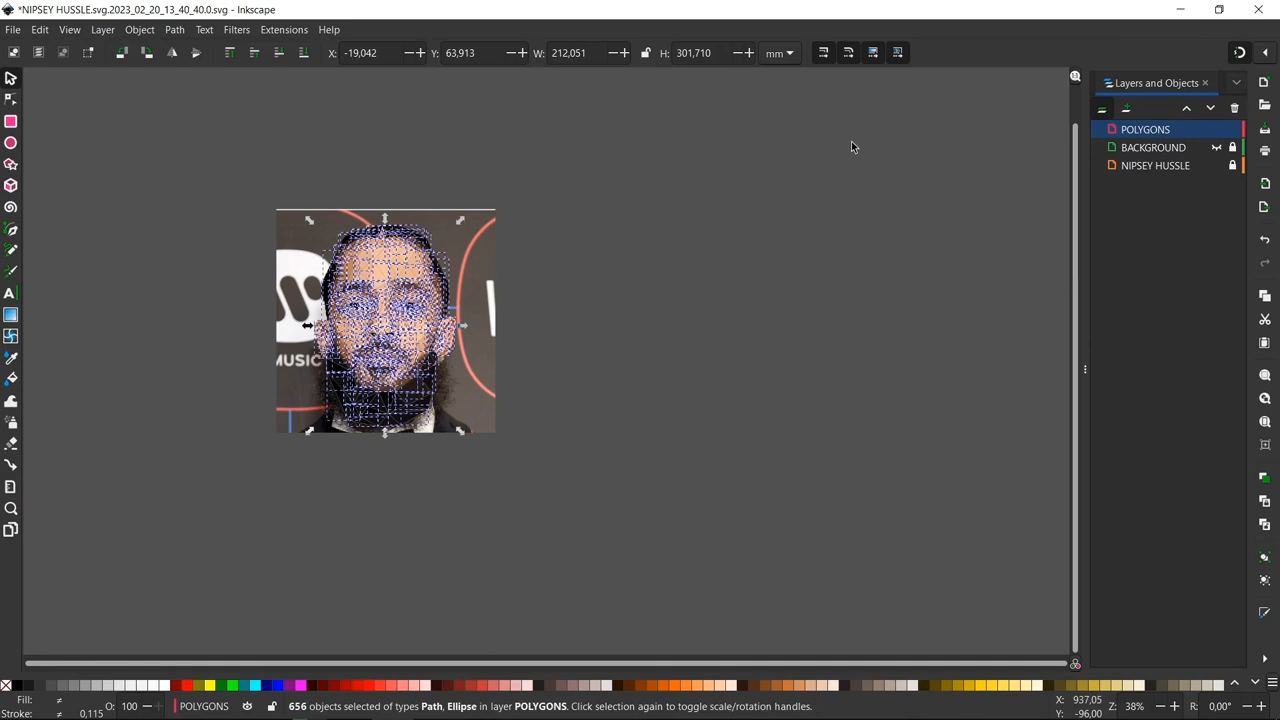 *NIPSEY HUSSLE.svg.2023_02_20_13_40_40.0.svg - Inkscape
File Edit View Layer Object Path Text Filters Extensions Help
X: -19,042 Y: 63,913 W: 212,051 H: 301,710 mm
Layers and Objects
POLYGONS
BACKGROUND
NIPSEY HUSSLE
MUSIC
Fill: ≠
O: 100
POLYGONS
656 objects selected of types Path, Ellipse in layer POLYGONS. Click selection again to toggle scale/rotation handles.
X: 937,05
Y: -96,00
Z: 38%
R: 0,00°
Stroke: ≠ 0,115